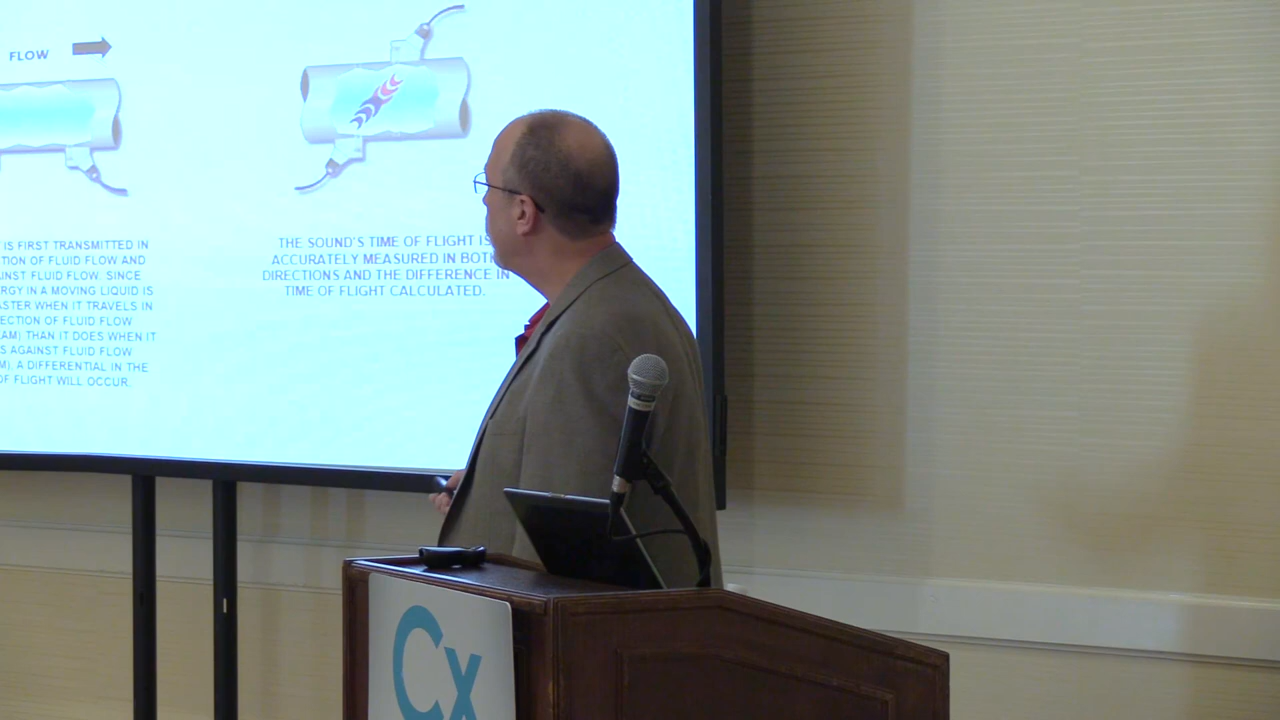 FLOW
IS FIRST TRANSMITTED IN
TION OF FLUID FLOW AND
INST FLUID FLOW. SINCE
RGY IN A MOVING LIQUID IS
ASTER WHEN IT TRAVELS IN
ECTION OF FLUID FLOW
AM) THAN IT DOES WHEN IT
S AGAINST FLUID FLOW
M). A DIFFERENTIAL IN THE
OF FLIGHT WILL OCCUR.
THE SOUND'S TIME OF FLIGHT IS
ACCURATELY MEASURED IN BOTH
DIRECTIONS AND THE DIFFERENCE IN
TIME OF FLIGHT CALCULATED.
Cx